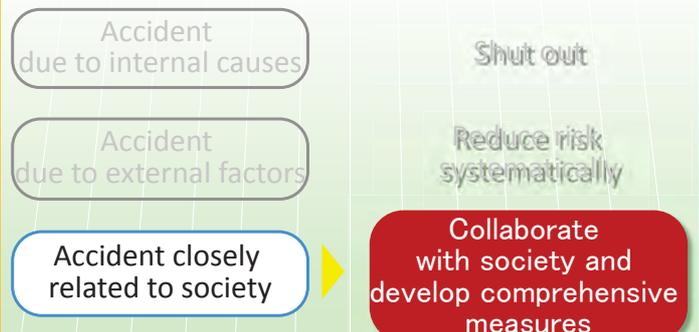 Accident
due to internal causes
Shut out
Accident
due to external factors
Reduce risk
systematically
Accident closely
related to society
Collaborate
with society and
develop comprehensive
measures